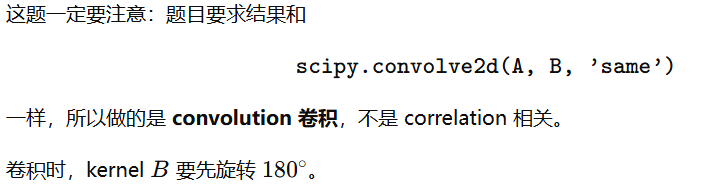 这题一定要注意：题目要求结果和
scipy.convolve2d(A, B, ’same’)
一样，所以做的是 convolution 卷积，不是 correlation 相关。
卷积时，kernel B 要先旋转 180°。